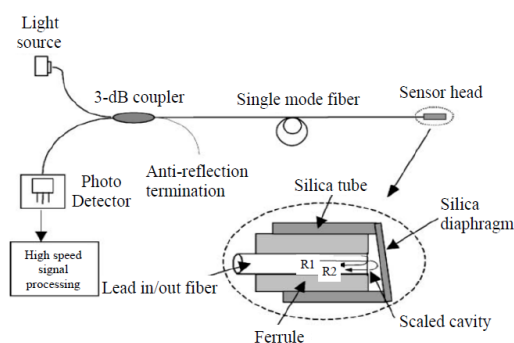 Light
source
3-dB coupler
Single mode fiber
Sensor head
Photo
Detector
Anti-reflection
termination
Silica tube
Silica
diaphragm
High speed
signal
processing
Lead in/out fiber
R1
R2
Ferrule
Scaled cavity